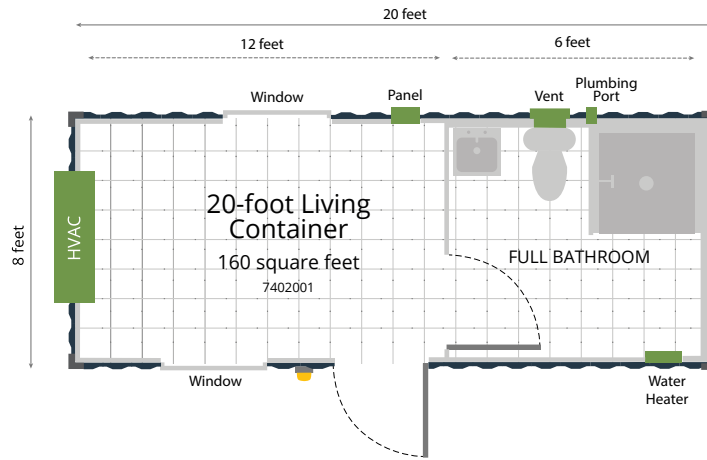 20 feet
12 feet
6 feet
Window
Panel
Vent
Plumbing
Port
8 feet
HVAC
20-foot Living
Container
160 square feet
7402001
FULL BATHROOM
Window
Water
Heater